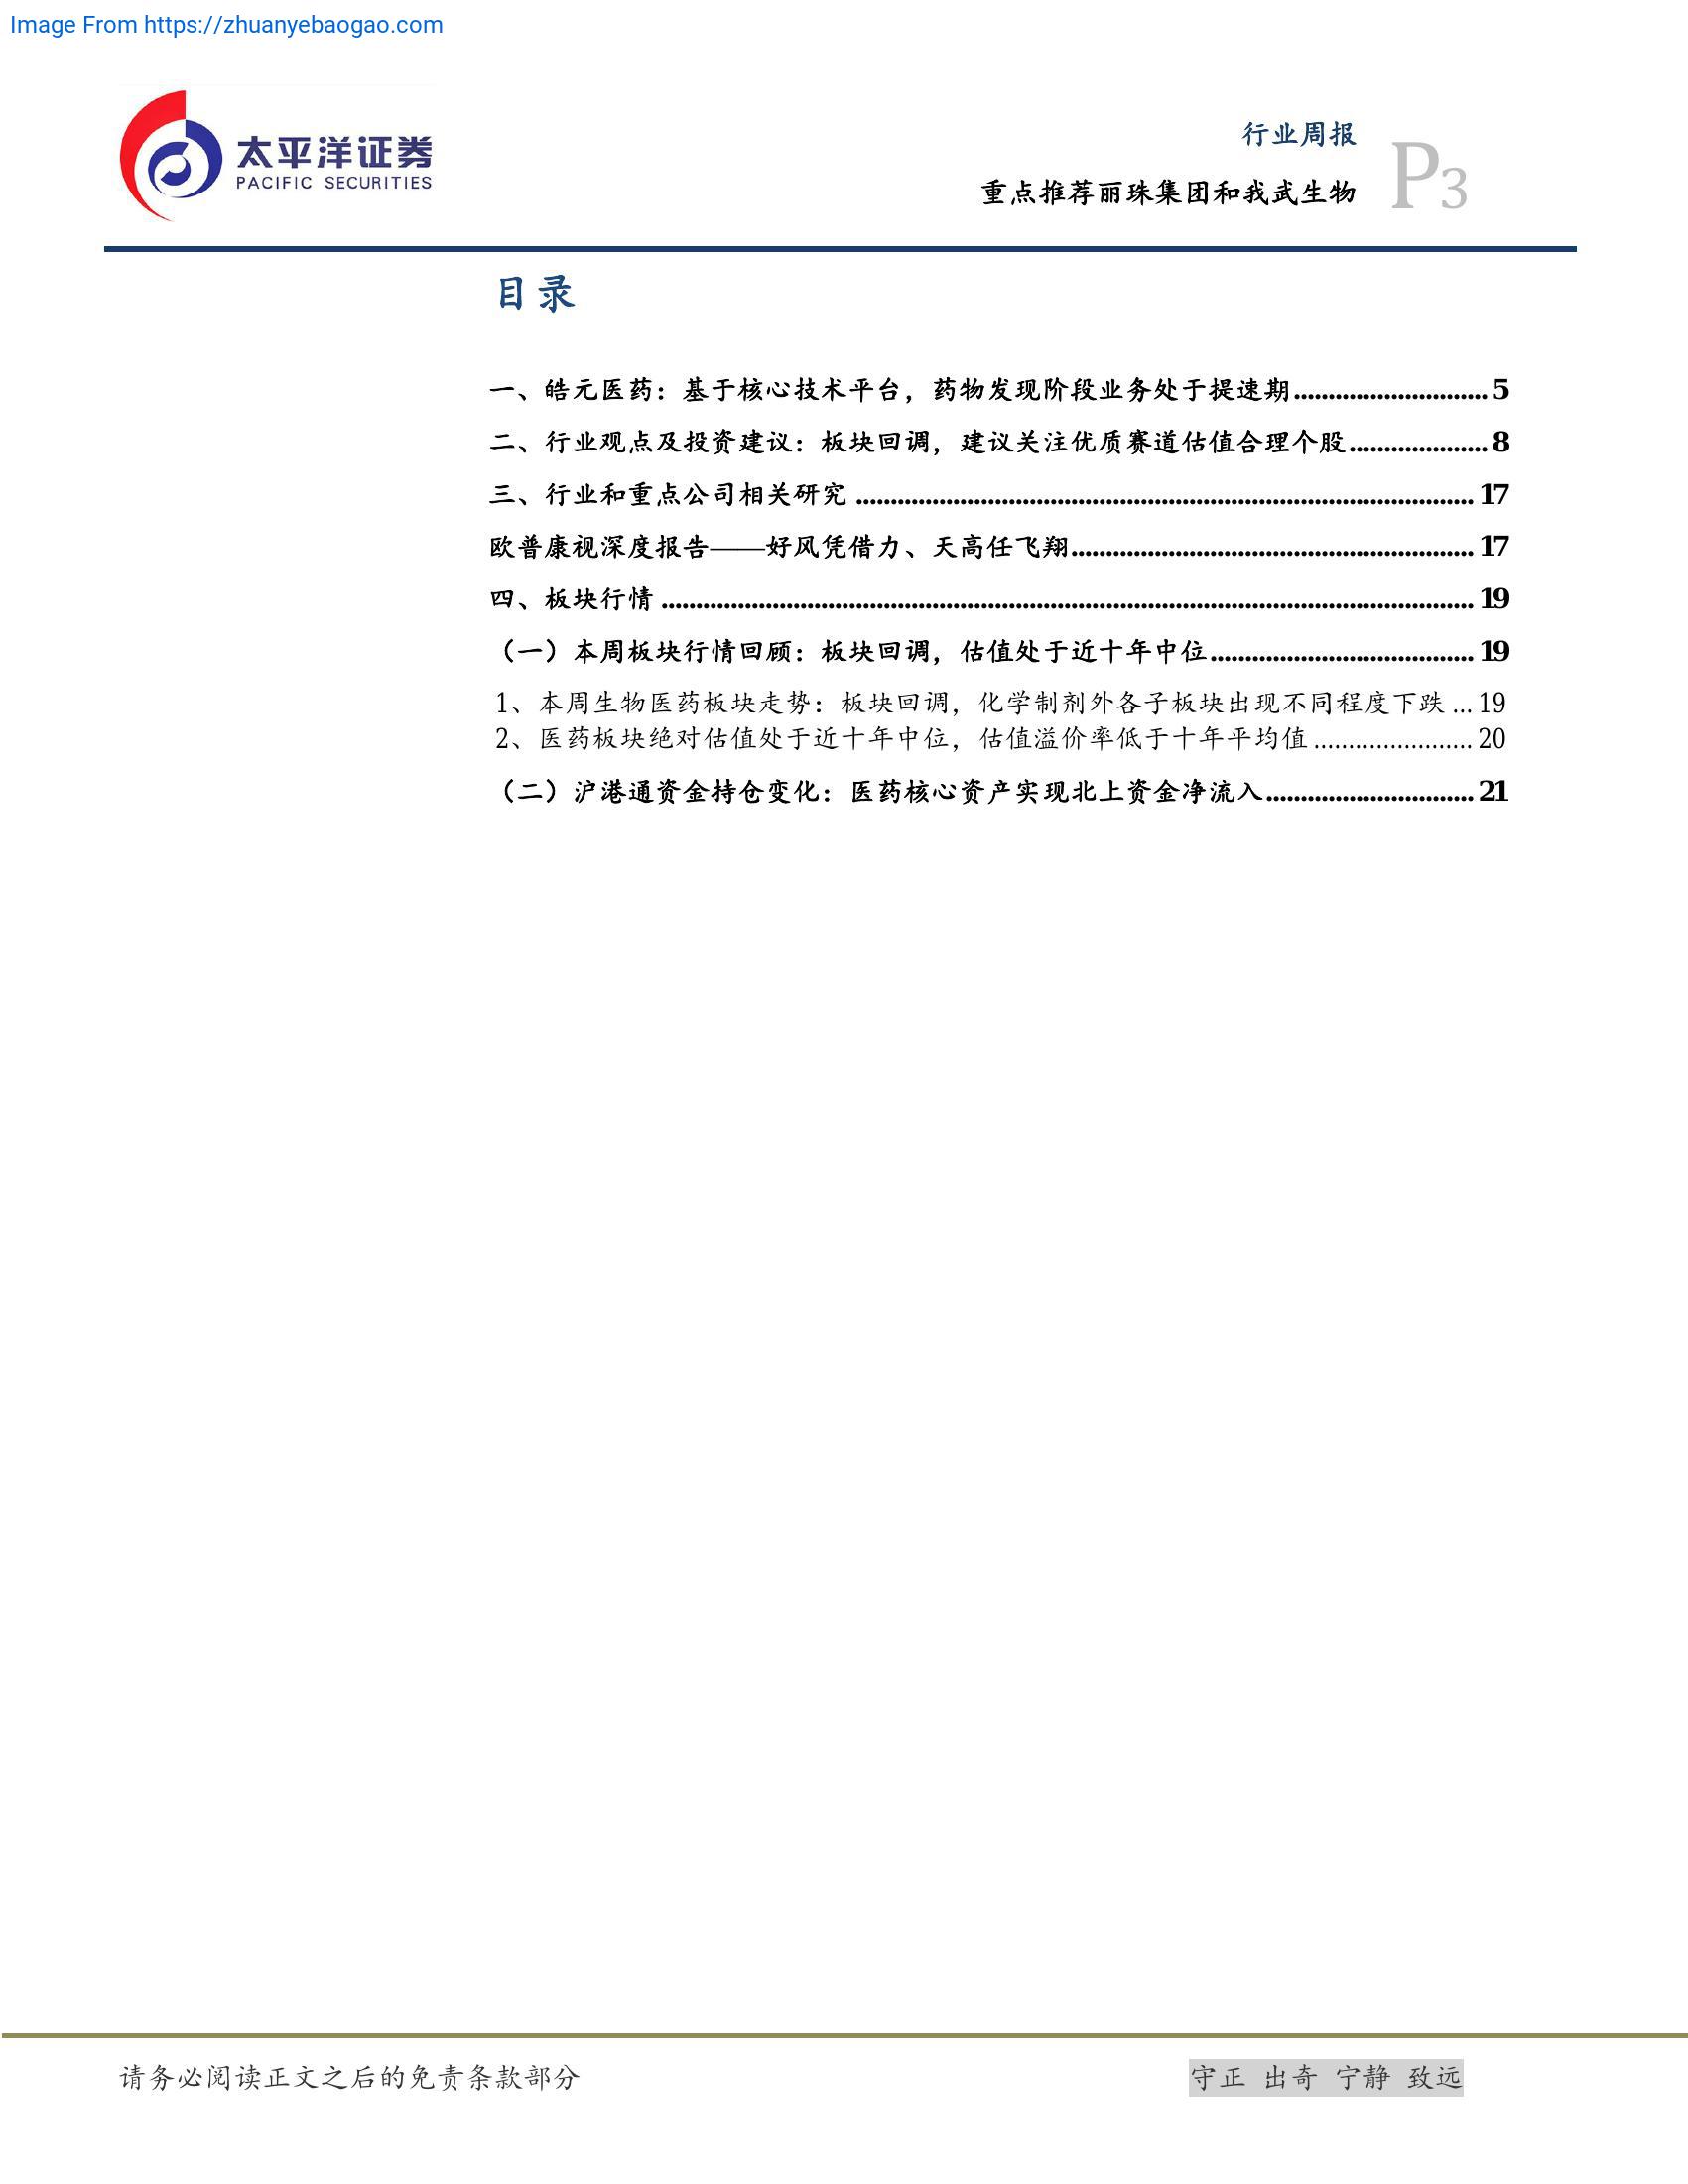 Image From https://zhuanyebaogao.com
太平洋证券
PACIFIC SECURITIES
行业周报
重点推荐丽珠集团和我武生物
P3
目录
一、皓元医药：基于核心技术平台，药物发现阶段业务处于提速期............................ 5
二、行业观点及投资建议：板块回调，建议关注优质赛道估值合理个股.................... 8
三、行业和重点公司相关研究 ......................................................................................... 17
欧普康视深度报告——好风凭借力、天高任飞翔.......................................................... 17
四、板块行情 ..................................................................................................................... 19
（一）本周板块行情回顾：板块回调，估值处于近十年中位...................................... 19
1、本周生物医药板块走势：板块回调，化学制剂外各子板块出现不同程度下跌 ... 19
2、医药板块绝对估值处于近十年中位，估值溢价率低于十年平均值 ....................... 20
（二）沪港通资金持仓变化：医药核心资产实现北上资金净流入.............................. 21
请务必阅读正文之后的免责条款部分
守正 出奇 宁静 致远